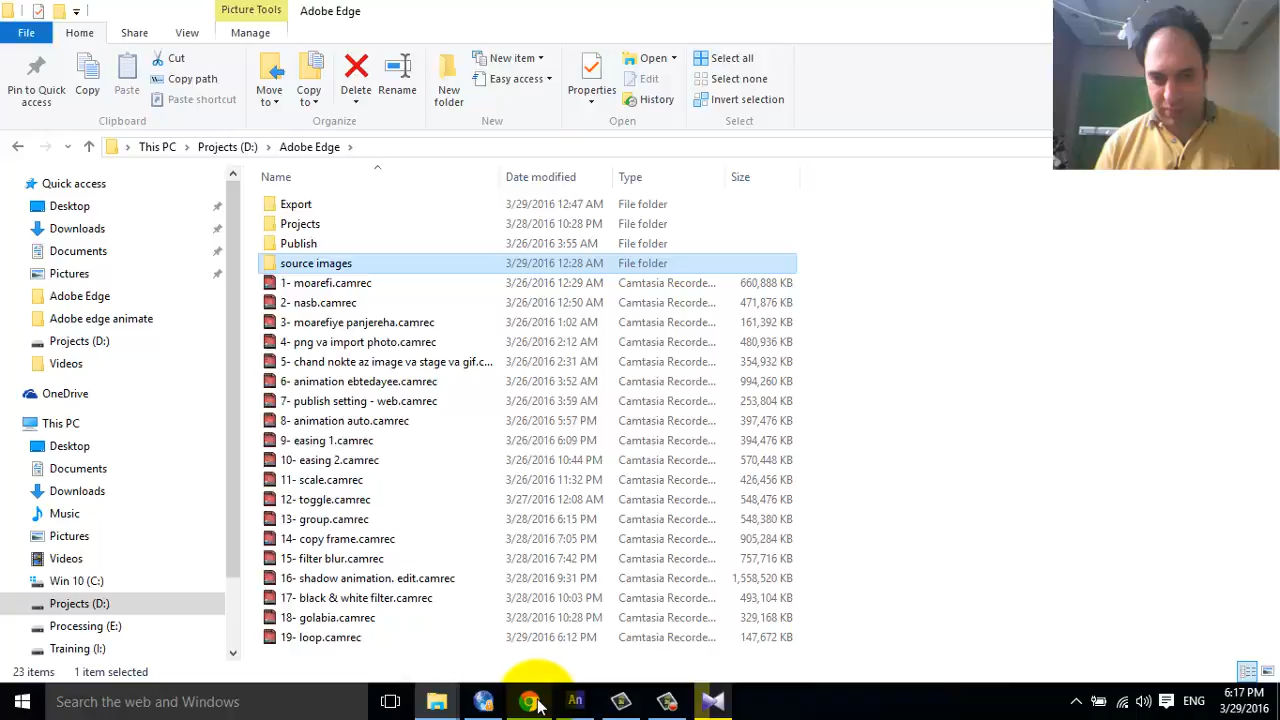 Picture Tools Adobe Edge
File Home Share View Manage
Pin to Quick access
Copy
Paste
Cut
Copy path
Paste shortcut
Clipboard
Move to
Copy to
Delete
Rename
Organize
New folder
New item
Easy access
New
Properties
Open
Edit
History
Open
Select all
Select none
Invert selection
Select
This PC Projects (D:) Adobe Edge
Name Date modified Type Size
Quick access
Desktop
Downloads
Documents
Pictures
Adobe Edge
Adobe edge animate
Projects (D:)
Videos
OneDrive
This PC
Desktop
Documents
Downloads
Music
Pictures
Videos
Win 10 (C:)
Projects (D:)
Processing (E:)
Training (I:)
Export 3/29/2016 12:47 AM File folder
Projects 3/28/2016 10:28 PM File folder
Publish 3/26/2016 3:55 AM File folder
source images 3/29/2016 12:28 AM File folder
1- moarefi.camrec 3/26/2016 12:29 AM Camtasia Recorde... 660,888 KB
2- nasb.camrec 3/26/2016 12:50 AM Camtasia Recorde... 471,876 KB
3- moarefiye panjereha.camrec 3/26/2016 1:02 AM Camtasia Recorde... 161,392 KB
4- png va import photo.camrec 3/26/2016 2:12 AM Camtasia Recorde... 480,936 KB
5- chand nokte az image va stage va gif.c... 3/26/2016 2:31 AM Camtasia Recorde... 354,932 KB
6- animation ebtedayee.camrec 3/26/2016 3:52 AM Camtasia Recorde... 994,260 KB
7- publish setting - web.camrec 3/26/2016 3:59 AM Camtasia Recorde... 253,804 KB
8- animation auto.camrec 3/26/2016 5:57 PM Camtasia Recorde... 397,476 KB
9- easing 1.camrec 3/26/2016 6:09 PM Camtasia Recorde... 394,476 KB
10- easing 2.camrec 3/26/2016 10:44 PM Camtasia Recorde... 570,448 KB
11- scale.camrec 3/26/2016 11:32 PM Camtasia Recorde... 426,456 KB
12- toggle.camrec 3/27/2016 12:08 AM Camtasia Recorde... 548,476 KB
13- group.camrec 3/28/2016 6:15 PM Camtasia Recorde... 548,380 KB
14- copy frame.camrec 3/28/2016 7:05 PM Camtasia Recorde... 905,284 KB
15- filter blur.camrec 3/28/2016 7:42 PM Camtasia Recorde... 757,716 KB
16- shadow animation. edit.camrec 3/28/2016 9:31 PM Camtasia Recorde... 1,558,520 KB
17- black & white filter.camrec 3/28/2016 10:03 PM Camtasia Recorde... 493,104 KB
18- golabia.camrec 3/28/2016 10:28 PM Camtasia Recorde... 329,168 KB
19- loop.camrec 3/29/2016 6:12 PM Camtasia Recorde... 147,672 KB
23 items 1 item selected
Search the web and Windows
An
ENG
6:17 PM
3/29/2016